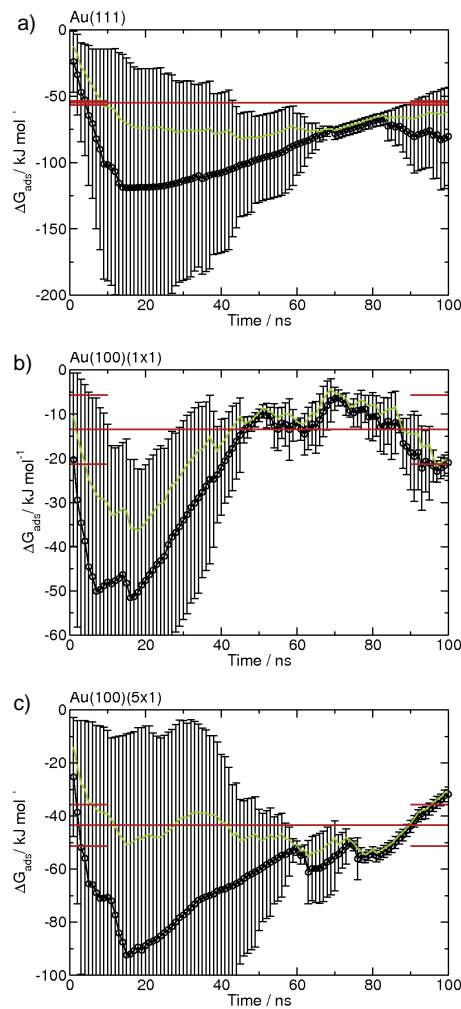 a)
Au(111)
0
-50
-100
-150
-200
ΔG_ads/ kJ mol⁻
0 20 40 60 80 100
Time / ns
b)
Au(100)(1x1)
0
-10
-20
-30
-40
-50
-60
ΔG_ads/ kJ mol⁻¹
0 20 40 60 80 100
Time / ns
c)
Au(100)(5x1)
0
-20
-40
-60
-80
-100
ΔG_ads/ kJ mol⁻
0 20 40 60 80 100
Time / ns